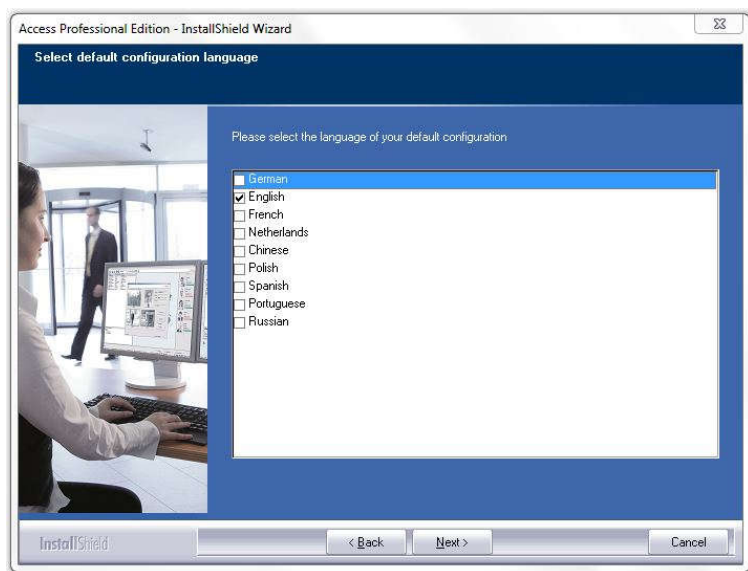 Access Professional Edition - InstallShield Wizard
Select default configuration language
Please select the language of your default configuration
German
English
French
Netherlands
Chinese
Polish
Spanish
Portuguese
Russian
InstallShield
< Back
Next >
Cancel